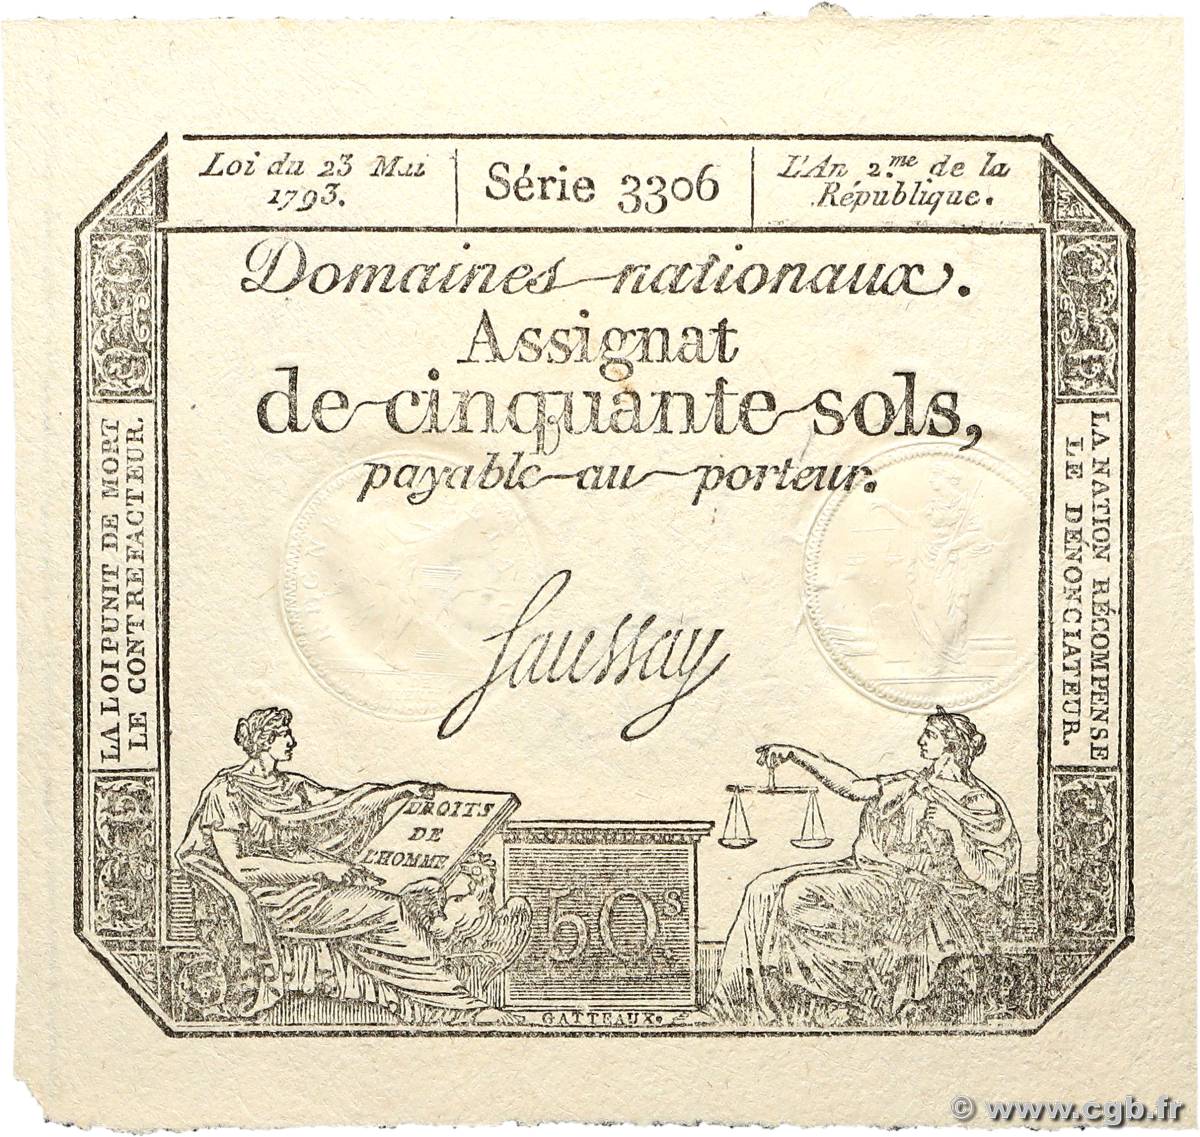 Loi du 23 Mai
1793.
Série 3306
L'An 2.me de la
République.
Domaines nationaux.
Assignat
de cinquante sols,
payable au porteur.
LA LOI PUNIT DE MORT
LE CONTREFACTEUR.
LA NATION RÉCOMPENSE
LE DÉNONCIATEUR.
Saussay
DROITS
DE
L'HOMME
50s.
GATTEAUX.
© www.cgb.fr